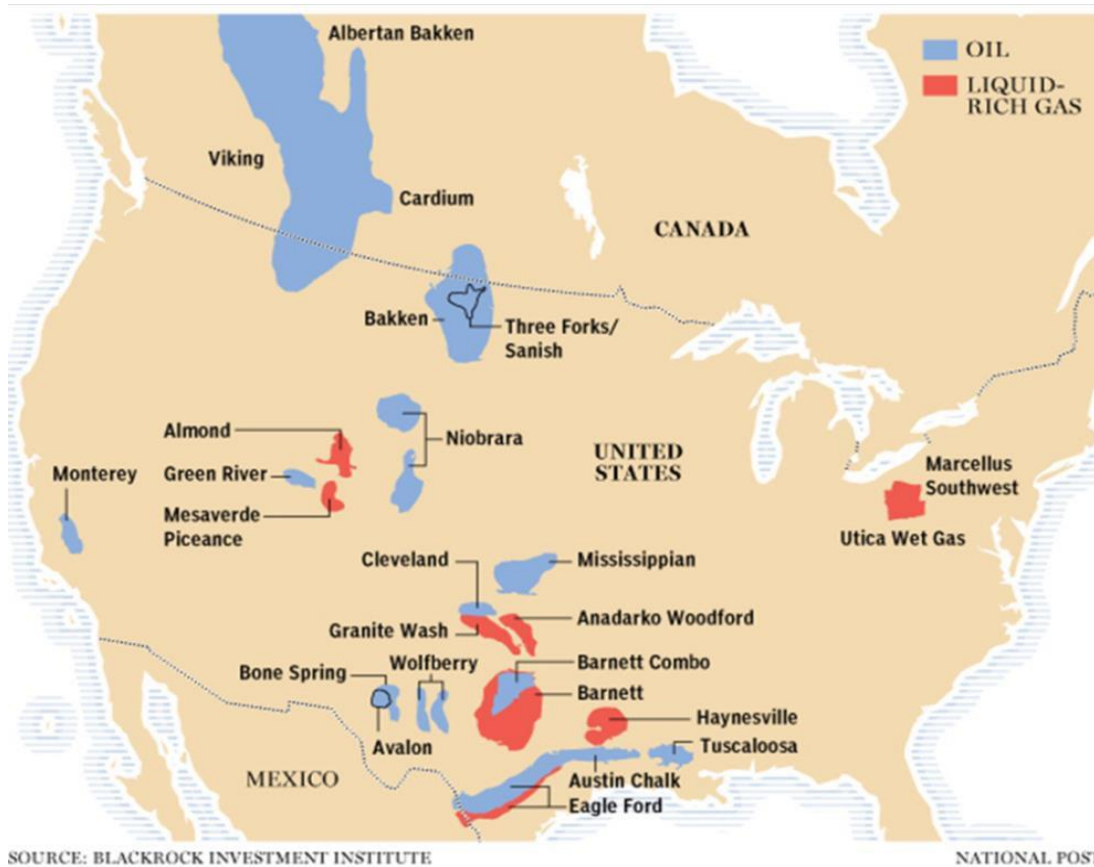 Albertan Bakken
OIL
LIQUID-
RICH GAS
Viking
Cardium
CANADA
Bakken
Three Forks/
Sanish
Almond
Niobrara
UNITED
STATES
Monterey
Green River
Marcellus
Southwest
Mesaverde
Piceance
Utica Wet Gas
Cleveland
Mississippian
Granite Wash
Anadarko Woodford
Bone Spring
Wolfberry
Barnett Combo
Barnett
Haynesville
Avalon
Tuscaloosa
MEXICO
Austin Chalk
Eagle Ford
SOURCE: BLACKROCK INVESTMENT INSTITUTE
NATIONAL POST